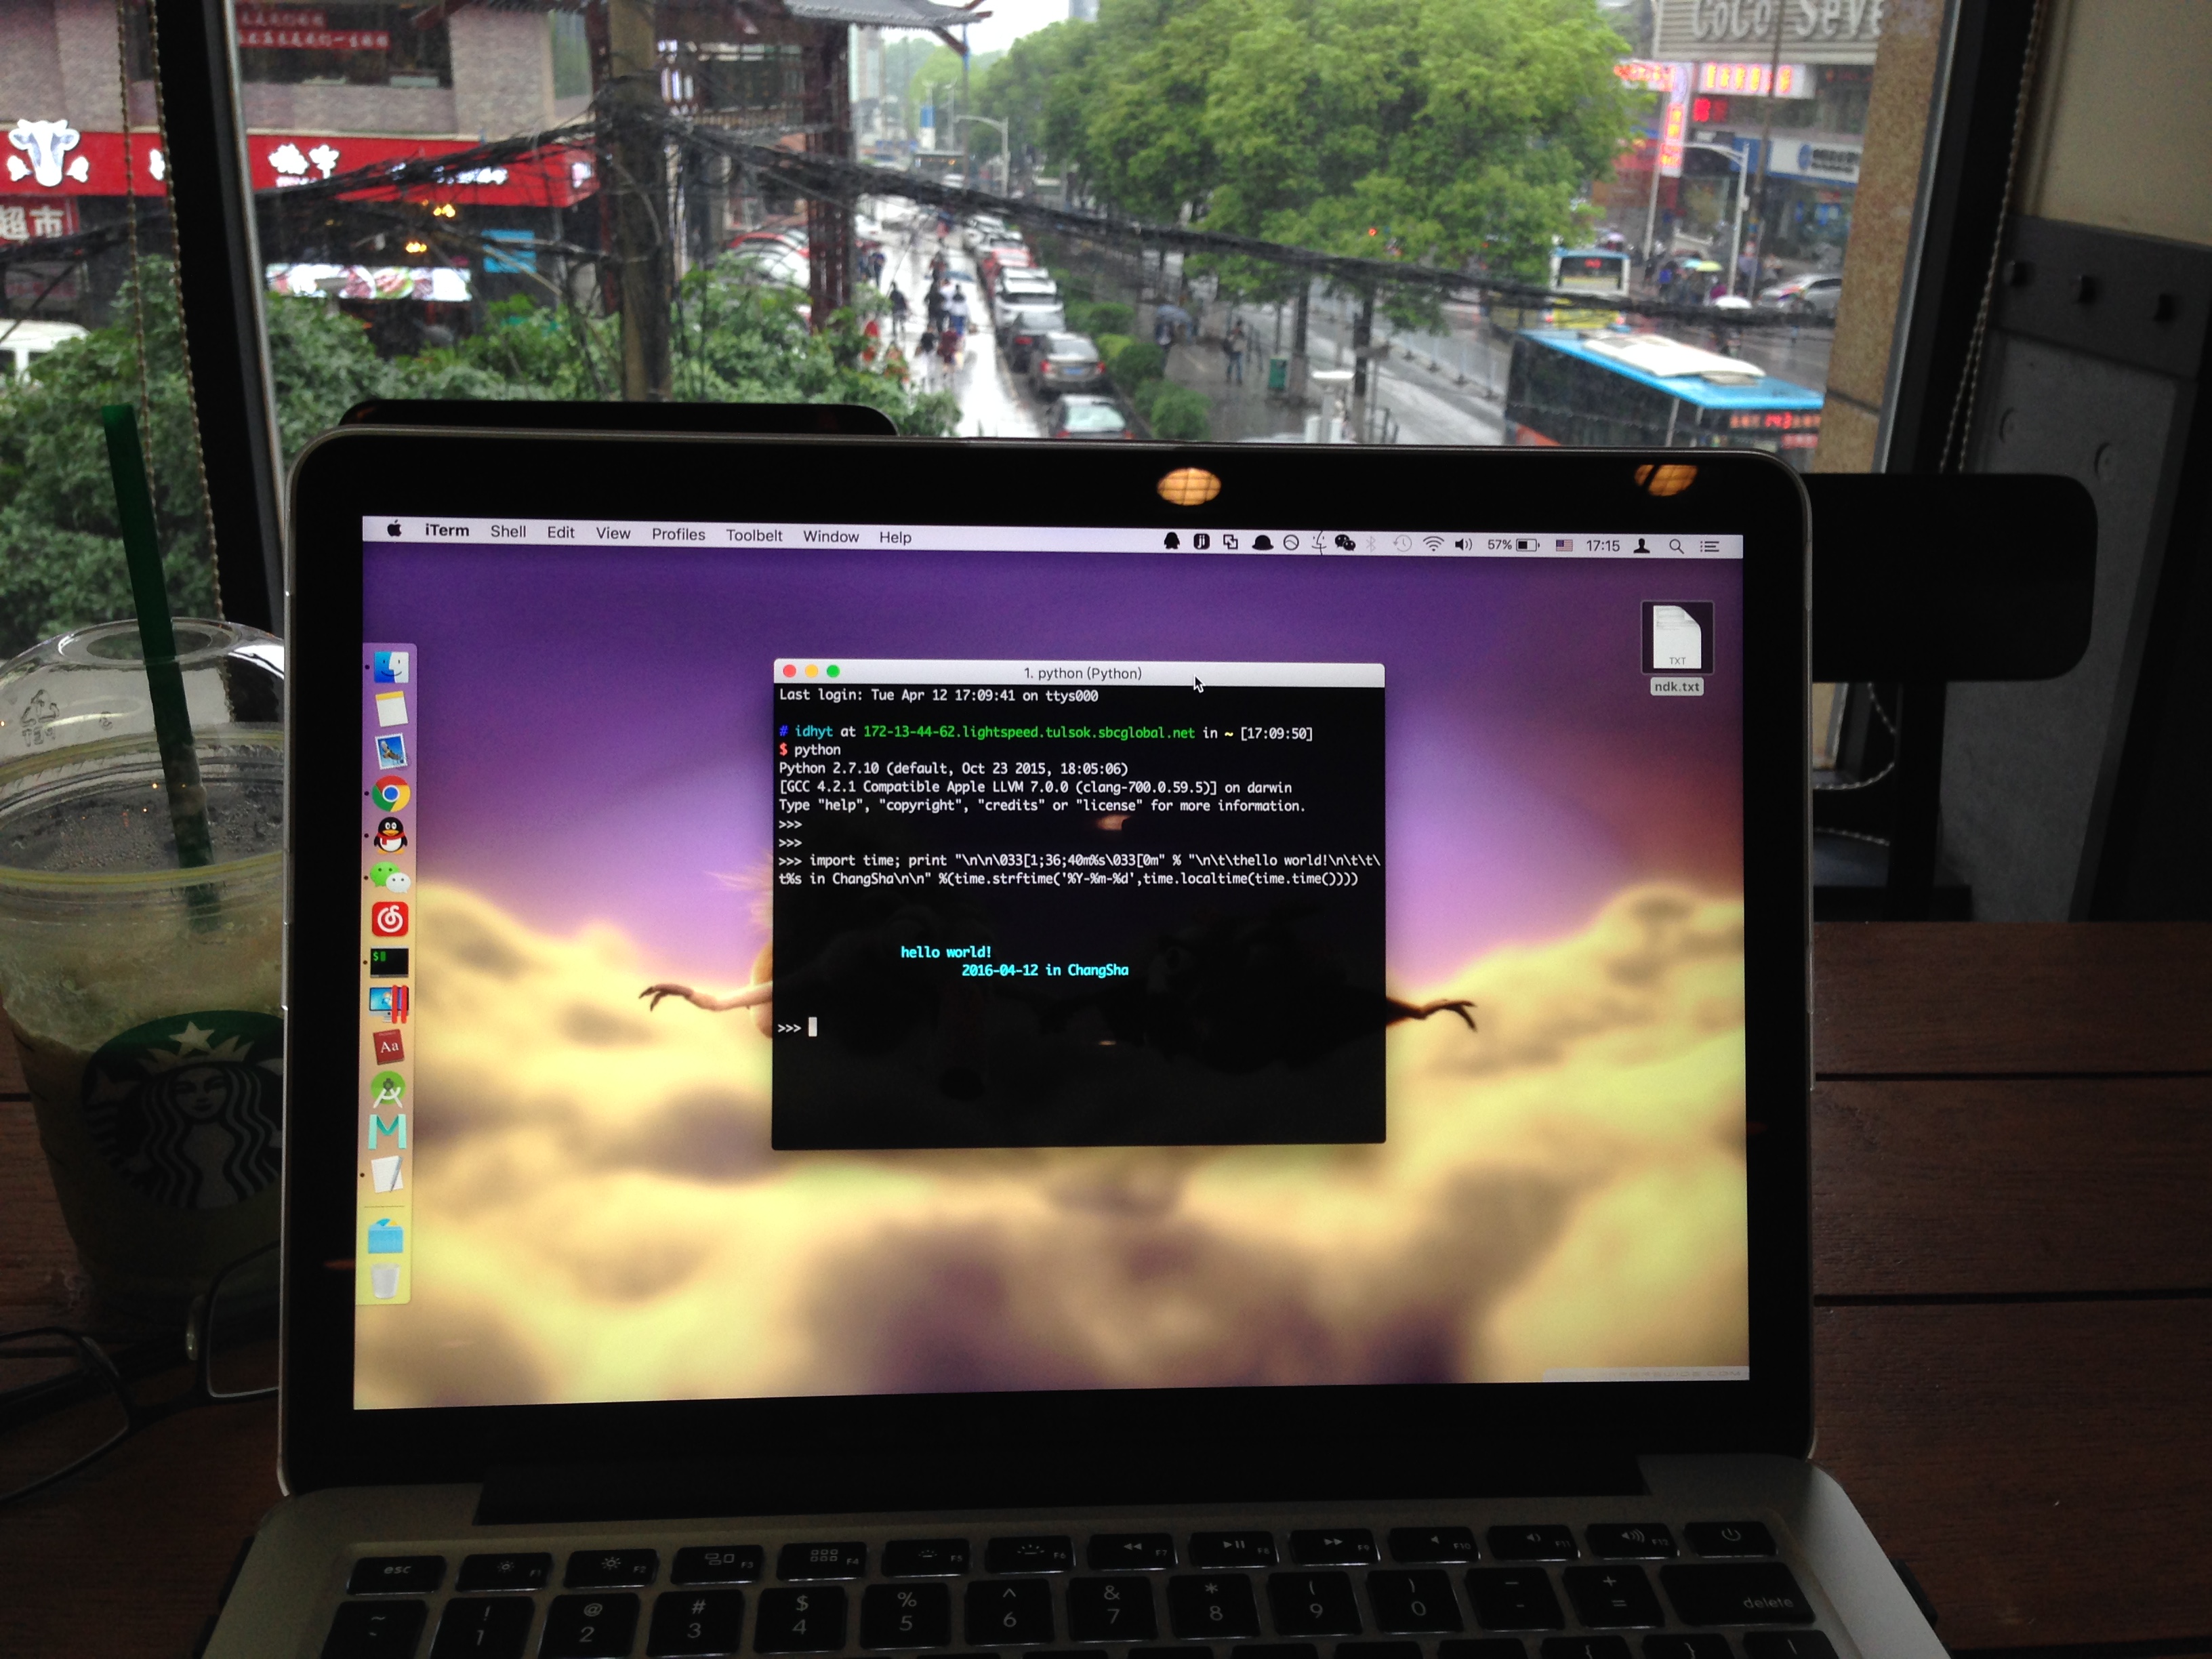 CoCo Seve
超市
143
iTerm Shell Edit View Profiles Toolbelt Window Help
57% 17:15
TXT
ndk.txt
1. python (Python)
Last login: Tue Apr 12 17:09:41 on ttys000
# idhyt at 172-13-44-62.lightspeed.tulsok.sbcglobal.net in ~ [17:09:50]
$ python
Python 2.7.10 (default, Oct 23 2015, 18:05:06)
[GCC 4.2.1 Compatible Apple LLVM 7.0.0 (clang-700.0.59.5)] on darwin
Type "help", "copyright", "credits" or "license" for more information.
>>>
>>>
>>> import time; print "\n\n\033[1;36;40m%s\033[0m" % "\n\t\thello world!\n\t\t\
t%s in ChangSha\n\n" %(time.strftime('%Y-%m-%d',time.localtime(time.time())))
hello world!
2016-04-12 in ChangSha
>>>
Aa
esc F1 F2 F3 F4 F5 F6 F7 F8 F9 F10 F11 F12
~ ! @ # $ % ^ & * ( ) - + delete
` 1 2 3 4 5 6 7 8 9 0 - =
{ } |